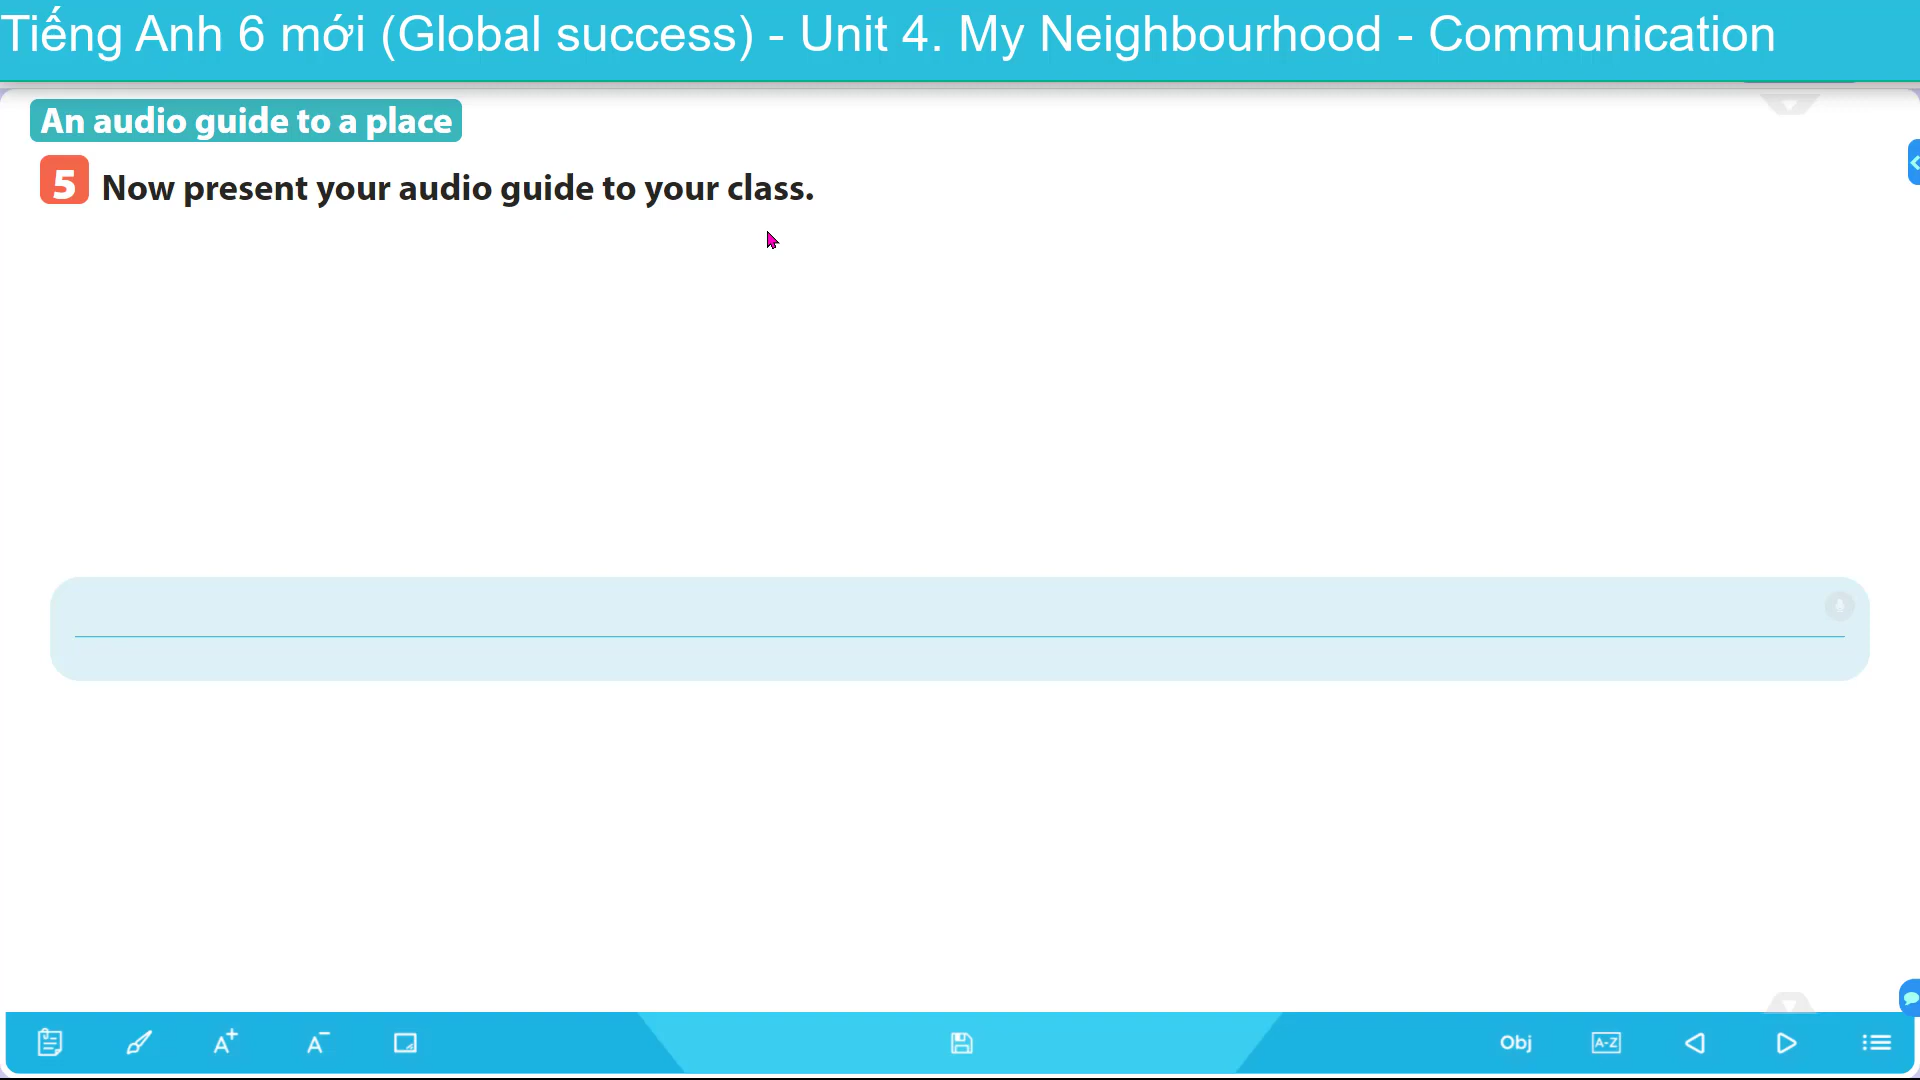 Tiếng Anh 6 mới (Global success) - Unit 4. My Neighbourhood - Communication
An audio guide to a place
5 Now present your audio guide to your class.
A+ A- Obj A-Z